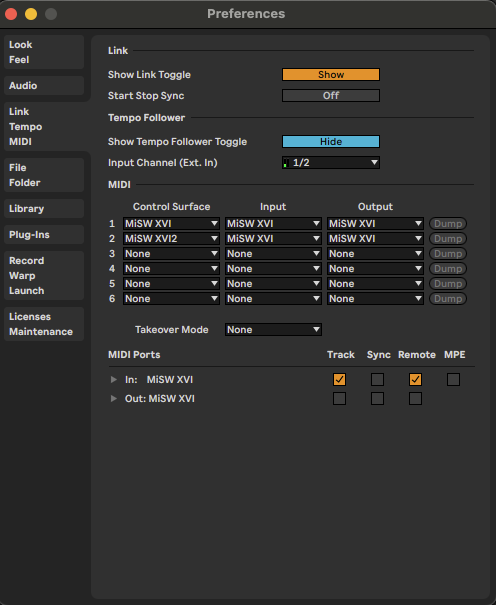 Preferences
Look
Feel
Audio
Link
Tempo
MIDI
File
Folder
Library
Plug-Ins
Record
Warp
Launch
Licenses
Maintenance
Link
Show Link Toggle Show
Start Stop Sync Off
Tempo Follower
Show Tempo Follower Toggle Hide
Input Channel (Ext. In) 1/2
MIDI
Control Surface Input Output
1 MiSW XVI MiSW XVI MiSW XVI Dump
2 MiSW XVI2 MiSW XVI MiSW XVI Dump
3 None None None Dump
4 None None None Dump
5 None None None Dump
6 None None None Dump
Takeover Mode None
MIDI Ports Track Sync Remote MPE
In: MiSW XVI
Out: MiSW XVI